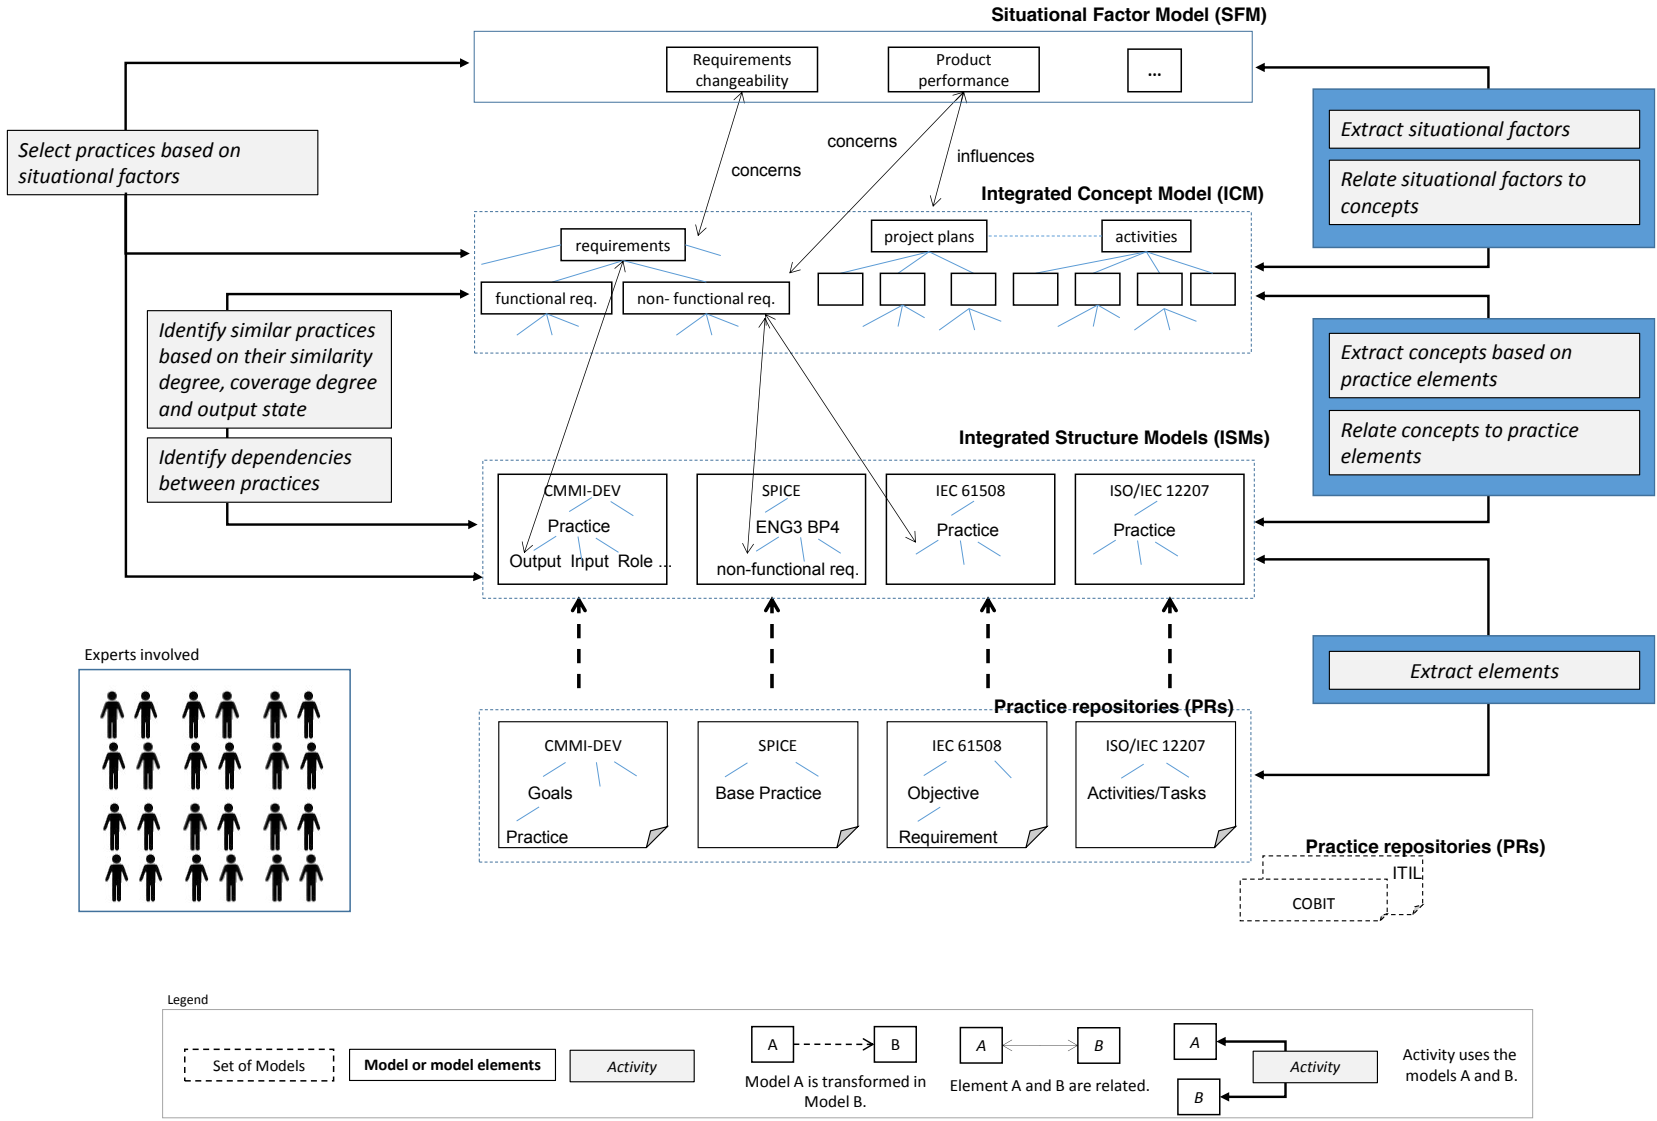 Situational Factor Model (SFM)
Requirements
changeability
Product
performance
...
Extract situational factors
Relate situational factors to
concepts
Select practices based on
situational factors
concerns
concerns
influences
Integrated Concept Model (ICM)
requirements
project plans
activities
functional req.
non- functional req.
Identify similar practices
based on their similarity
degree, coverage degree
and output state
Identify dependencies
between practices
Extract concepts based on
practice elements
Relate concepts to practice
elements
Integrated Structure Models (ISMs)
CMMI-DEV
Practice
Output Input Role ...
SPICE
ENG3 BP4
non-functional req.
IEC 61508
Practice
ISO/IEC 12207
Practice
Extract elements
Experts involved
Practice repositories (PRs)
CMMI-DEV
Goals
Practice
SPICE
Base Practice
IEC 61508
Objective
Requirement
ISO/IEC 12207
Activities/Tasks
Practice repositories (PRs)
ITIL
COBIT
Legend
Set of Models
Model or model elements
Activity
A
B
Model A is transformed in
Model B.
A
B
Element A and B are related.
A
B
Activity
Activity uses the
models A and B.